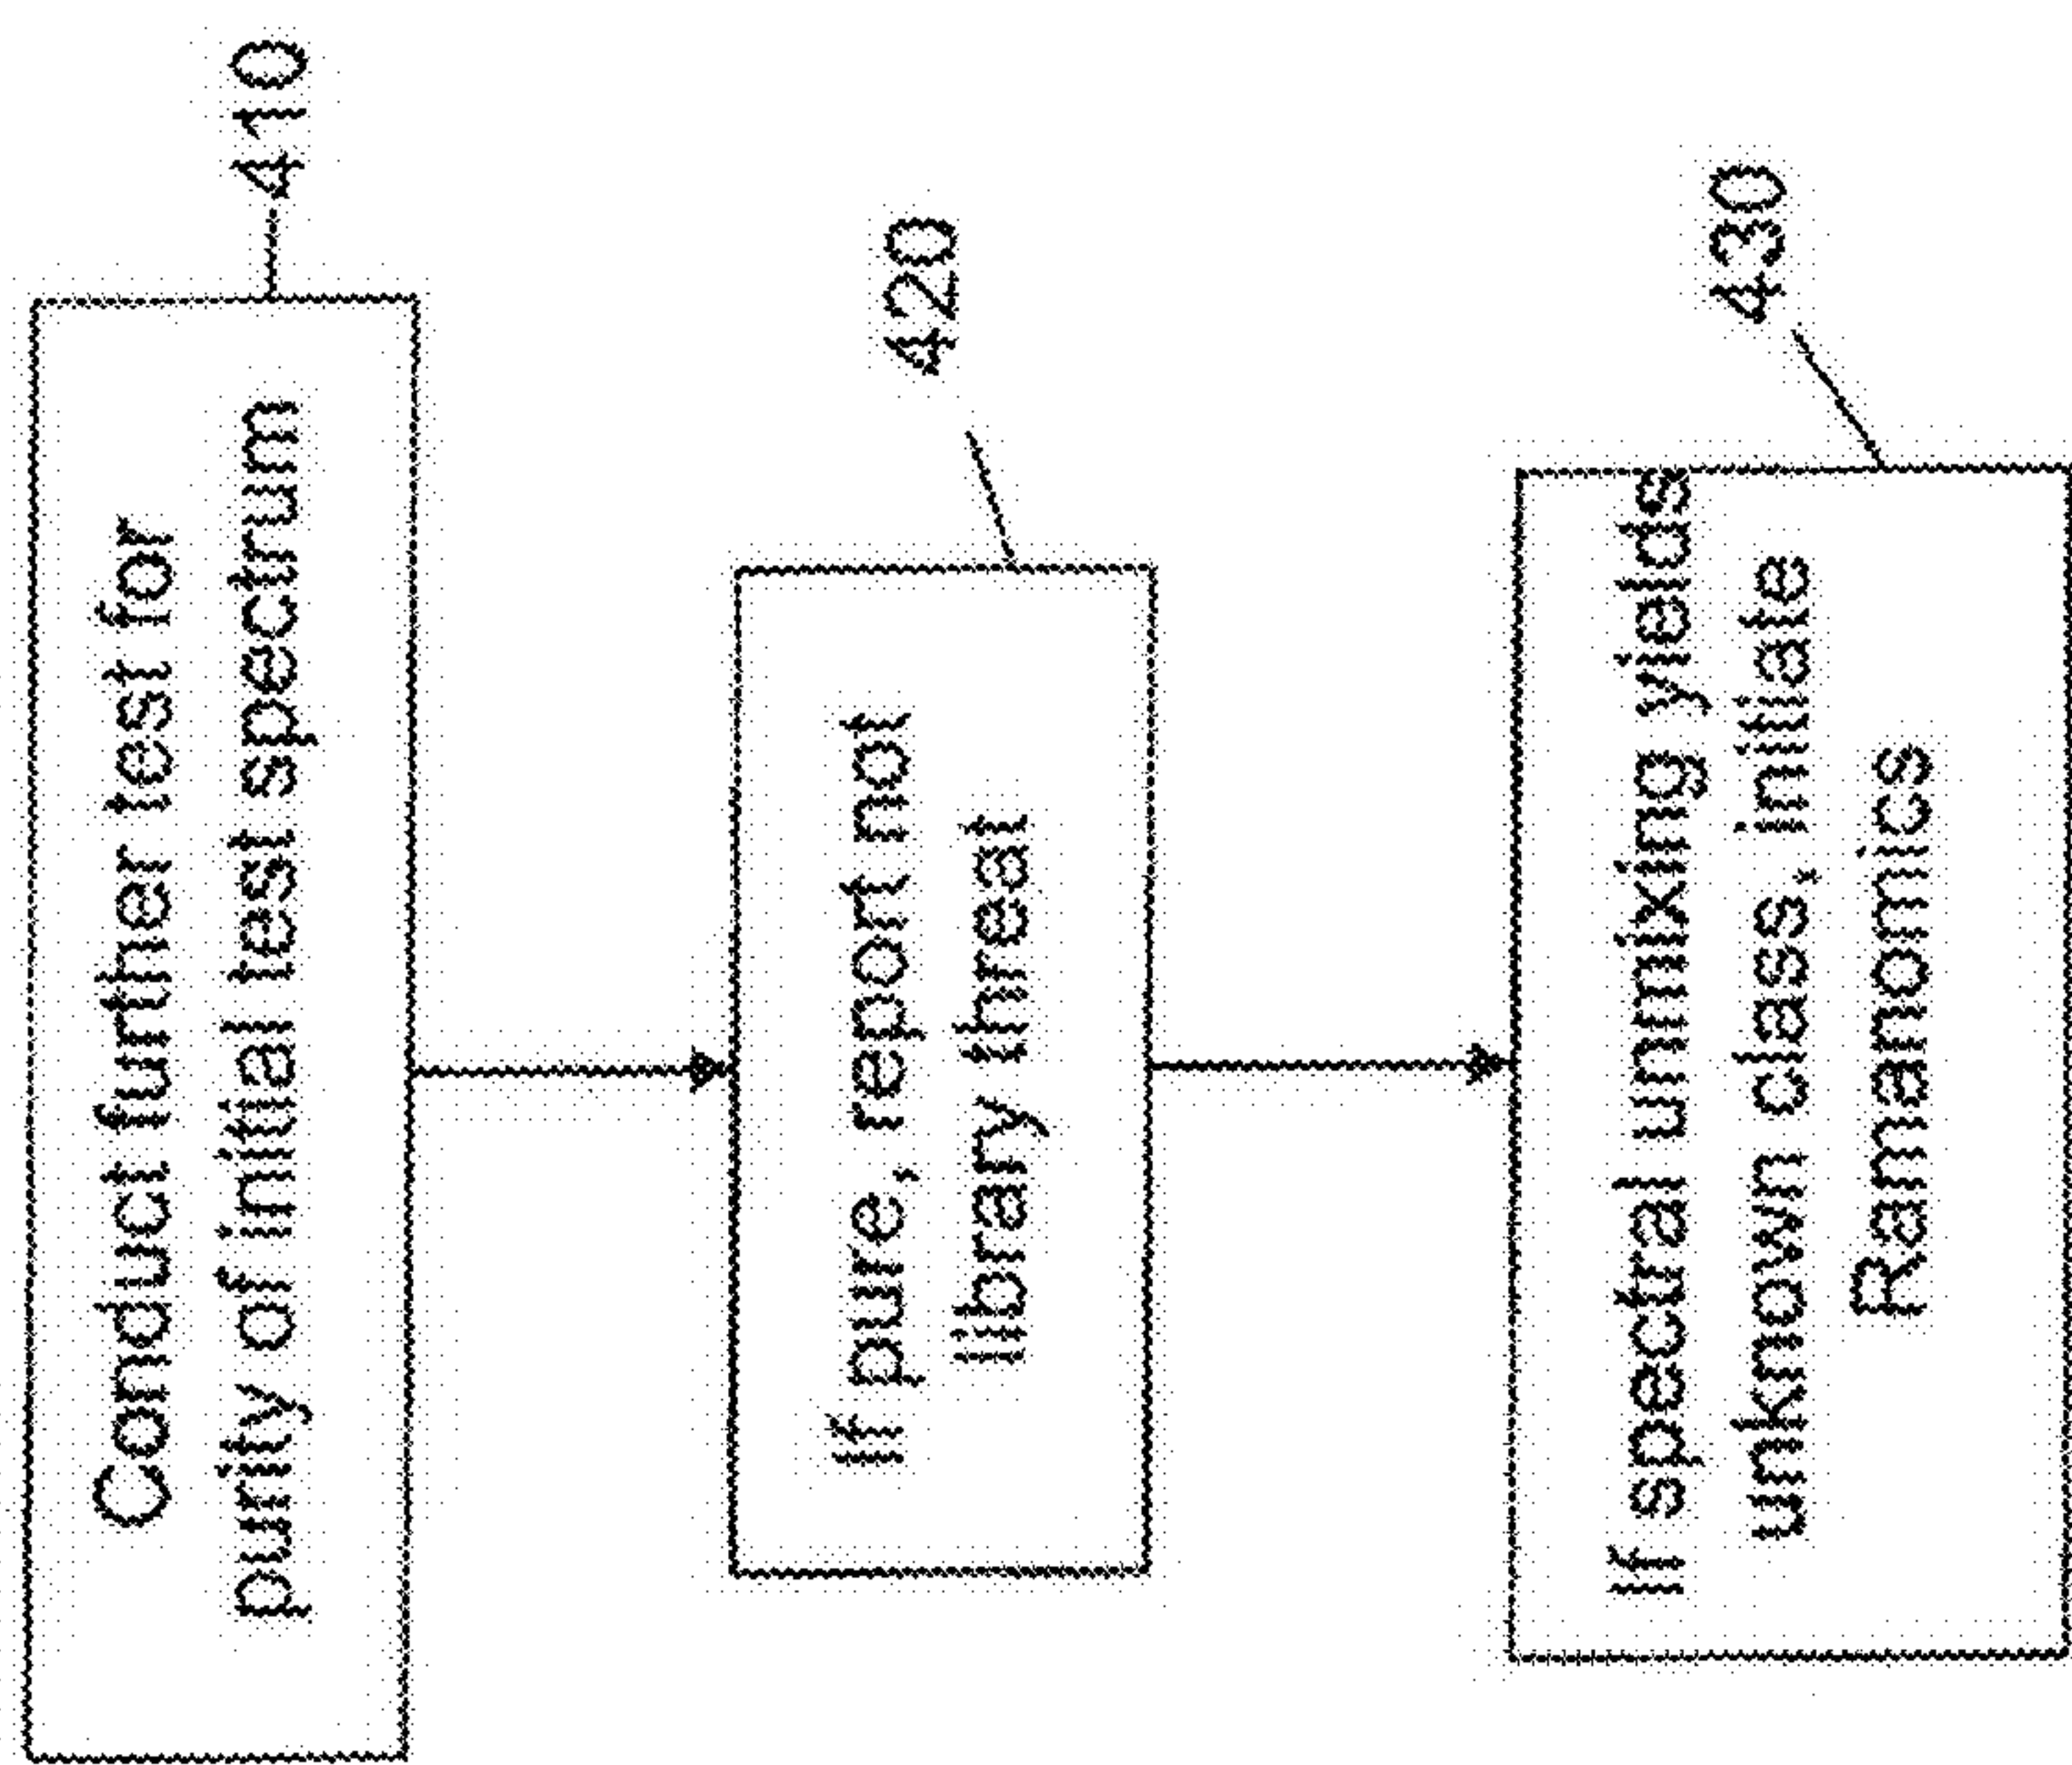 Conduct further test for
purity of initial test spectrum
410
If pure, report not
library threat
420
If spectral unmixing yields
unknown class, initiate
Ramanomics
430